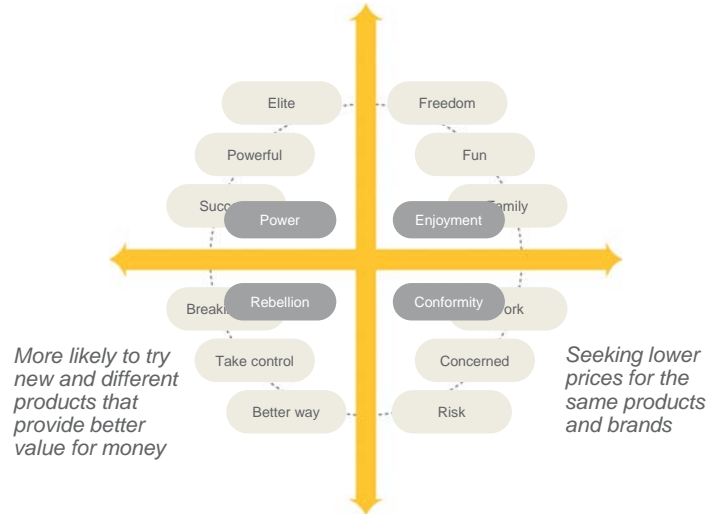 Elite
Freedom
Powerful
Fun
Power
Enjoyment
Rebellion
Conformity
Take control
Concerned
Better way
Risk
More likely to try
new and different
products that
provide better
value for money
Seeking lower
prices for the
same products
and brands